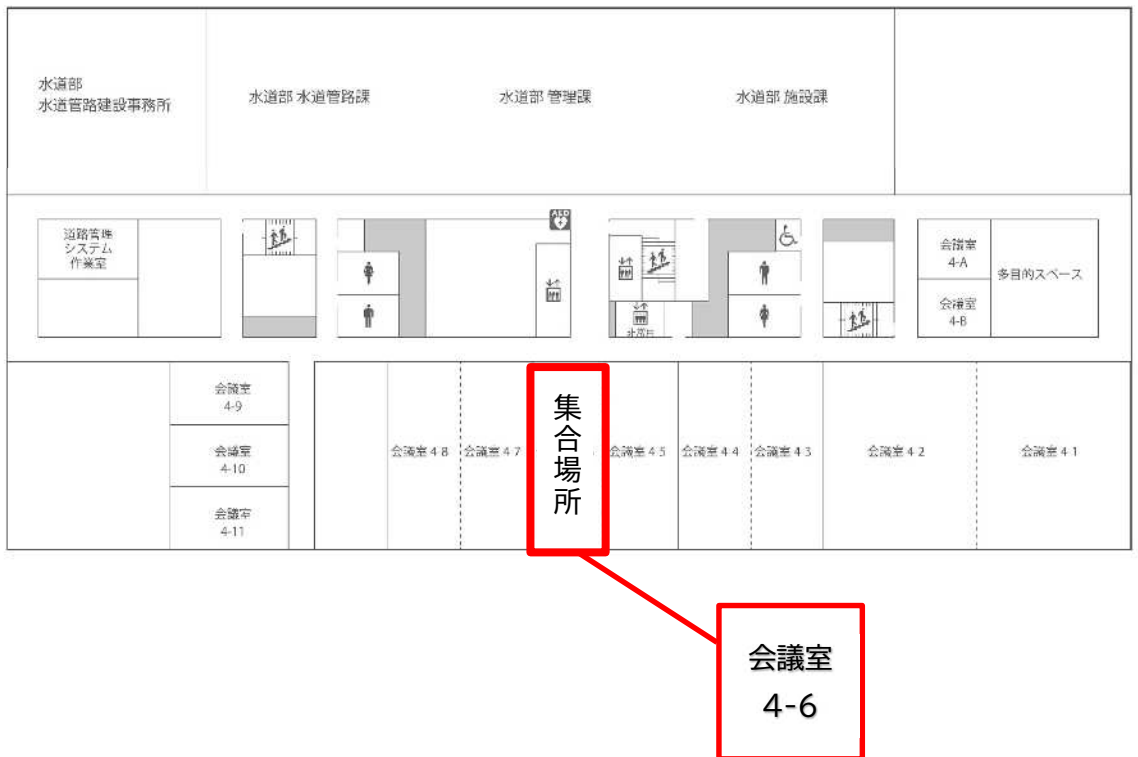 水道部
水道管路建設事務所
水道部 水道管路課
水道部 管理課
水道部 施設課
道路管理
システム
作業室
AED
会議室
4-A
会議室
4-B
多目的スペース
非常用
会議室
4-9
会議室
4-10
会議室
4-11
会議室 4 8
会議室 4 7
集合場所
会議室 4 5
会議室 4 4
会議室 4 3
会議室 4 2
会議室 4 1
会議室
4-6